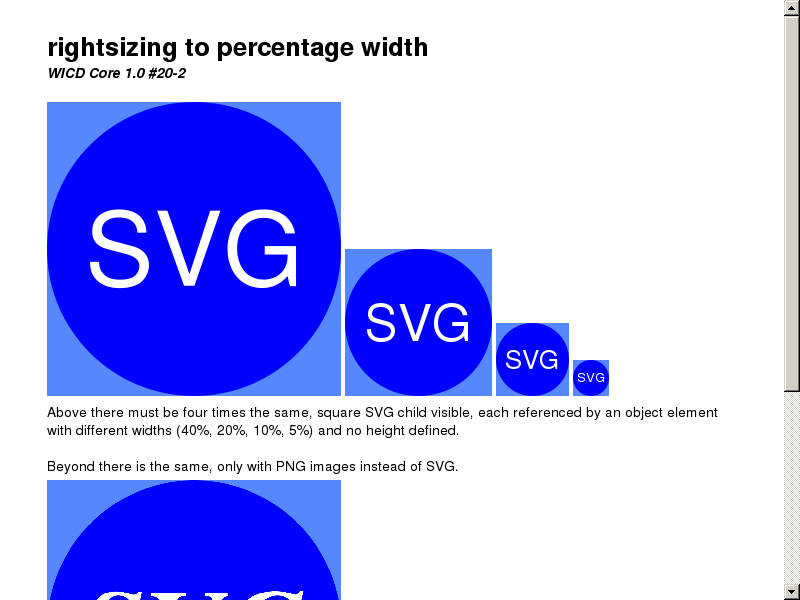 rightsizing to percentage width
WICD Core 1.0 #20-2
SVG
SVG
SVG
SVG
Above there must be four times the same, square SVG child visible, each referenced by an object element
with different widths (40%, 20%, 10%, 5%) and no height defined.
Beyond there is the same, only with PNG images instead of SVG.
SVG